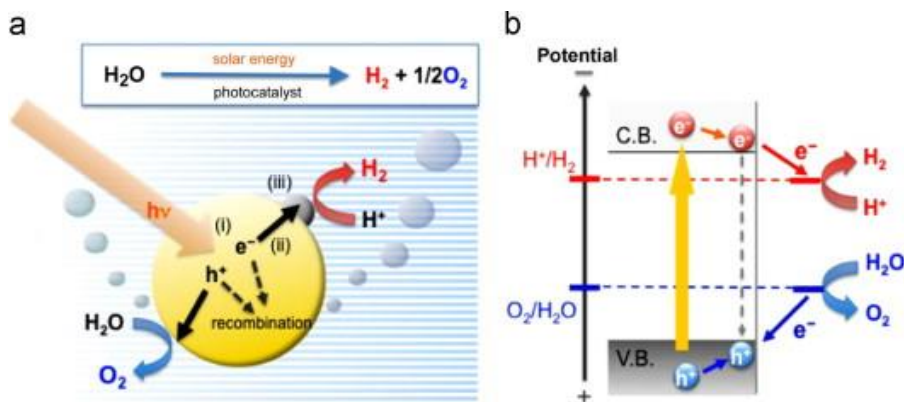 a
solar energy
H₂O H₂ + 1/2O₂
photocatalyst
hν
(i)
(ii)
(iii)
H₂
H⁺
e⁻
h⁺
recombination
H₂O
O₂
b
Potential
−
C.B.
e⁻ e⁻
e⁻
H⁺/H₂
H₂
H⁺
O₂/H₂O
H₂O
O₂
e⁻
V.B.
h⁺ h⁺
+